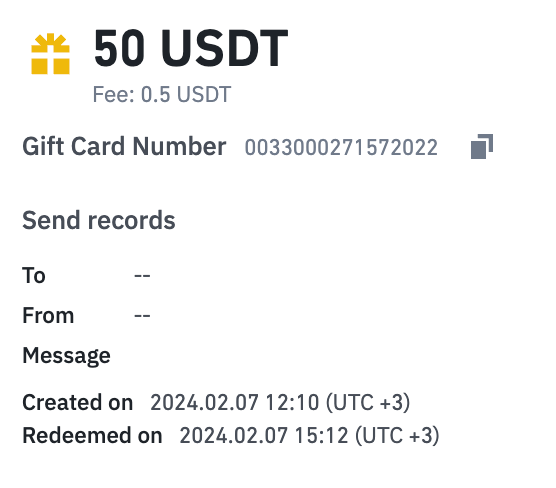 50 USDT
Fee: 0.5 USDT
Gift Card Number 0033000271572022
Send records
To --
From --
Message
Created on 2024.02.07 12:10 (UTC +3)
Redeemed on 2024.02.07 15:12 (UTC +3)